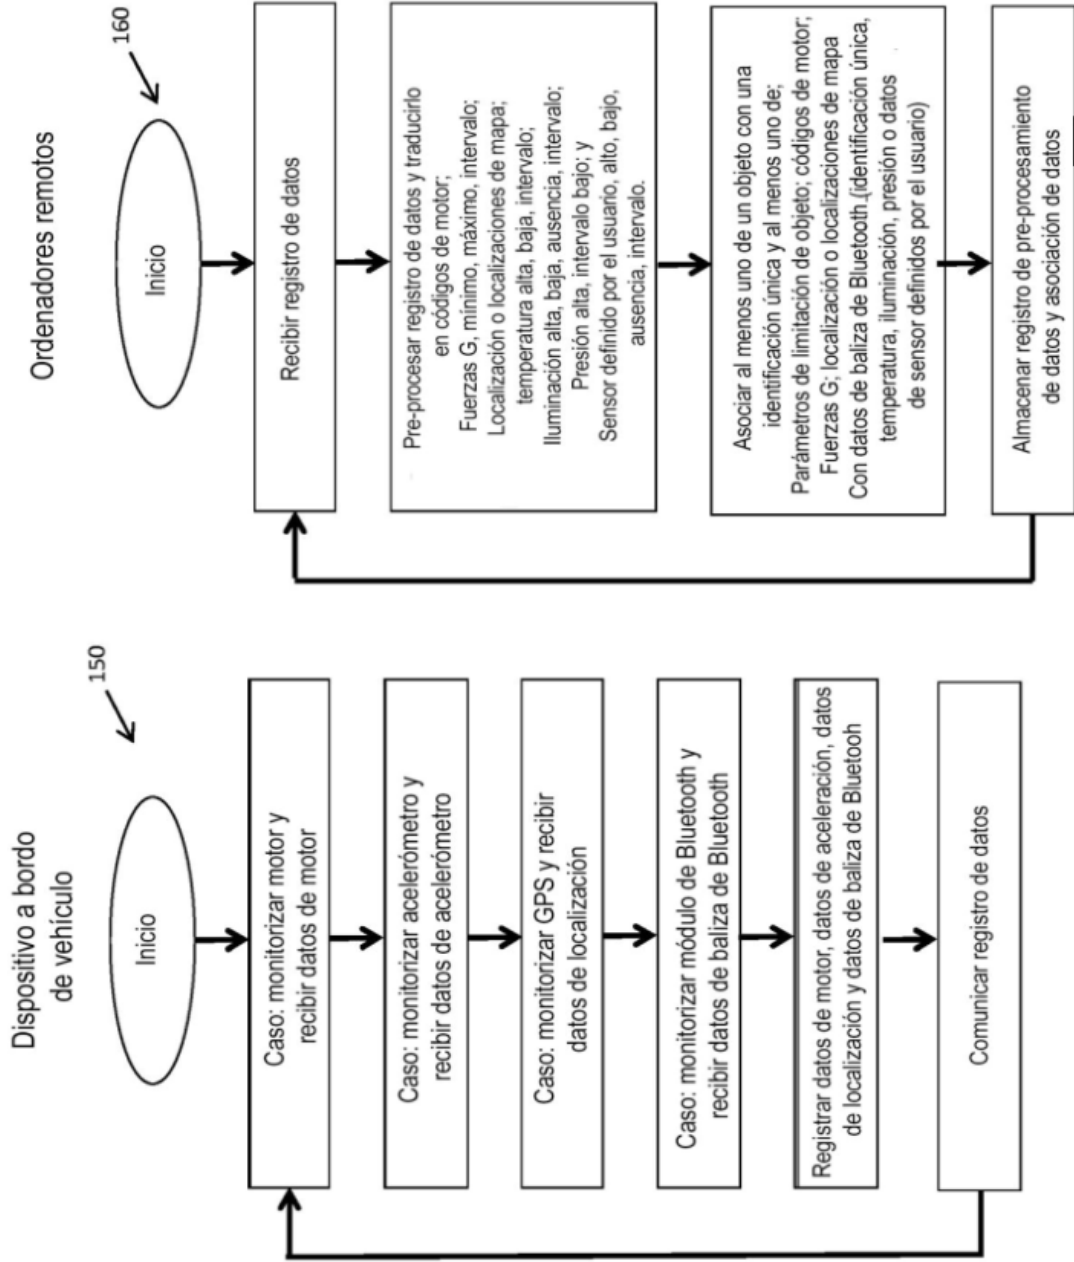 Dispositivo a bordo
de vehículo
150
Inicio
Caso: monitorizar motor y
recibir datos de motor
Caso: monitorizar acelerómetro y
recibir datos de acelerómetro
Caso: monitorizar GPS y recibir
datos de localización
Caso: monitorizar módulo de Bluetooth y
recibir datos de baliza de Bluetooth
Registrar datos de motor, datos de aceleración, datos
de localización y datos de baliza de Bluetooh
Comunicar registro de datos
Ordenadores remotos
160
Inicio
Recibir registro de datos
Pre-procesar registro de datos y traducirlo
en códigos de motor;
Fuerzas G, mínimo, máximo, intervalo;
Localización o localizaciones de mapa;
temperatura alta, baja, intervalo;
Iluminación alta, baja, ausencia, intervalo;
Presión alta, intervalo bajo; y
Sensor definido por el usuario, alto, bajo,
ausencia, intervalo.
Asociar al menos uno de un objeto con una
identificación única y al menos uno de;
Parámetros de limitación de objeto; códigos de motor;
Fuerzas G; localización o localizaciones de mapa
Con datos de baliza de Bluetooth (identificación única,
temperatura, iluminación, presión o datos
de sensor definidos por el usuario)
Almacenar registro de pre-procesamiento
de datos y asociación de datos